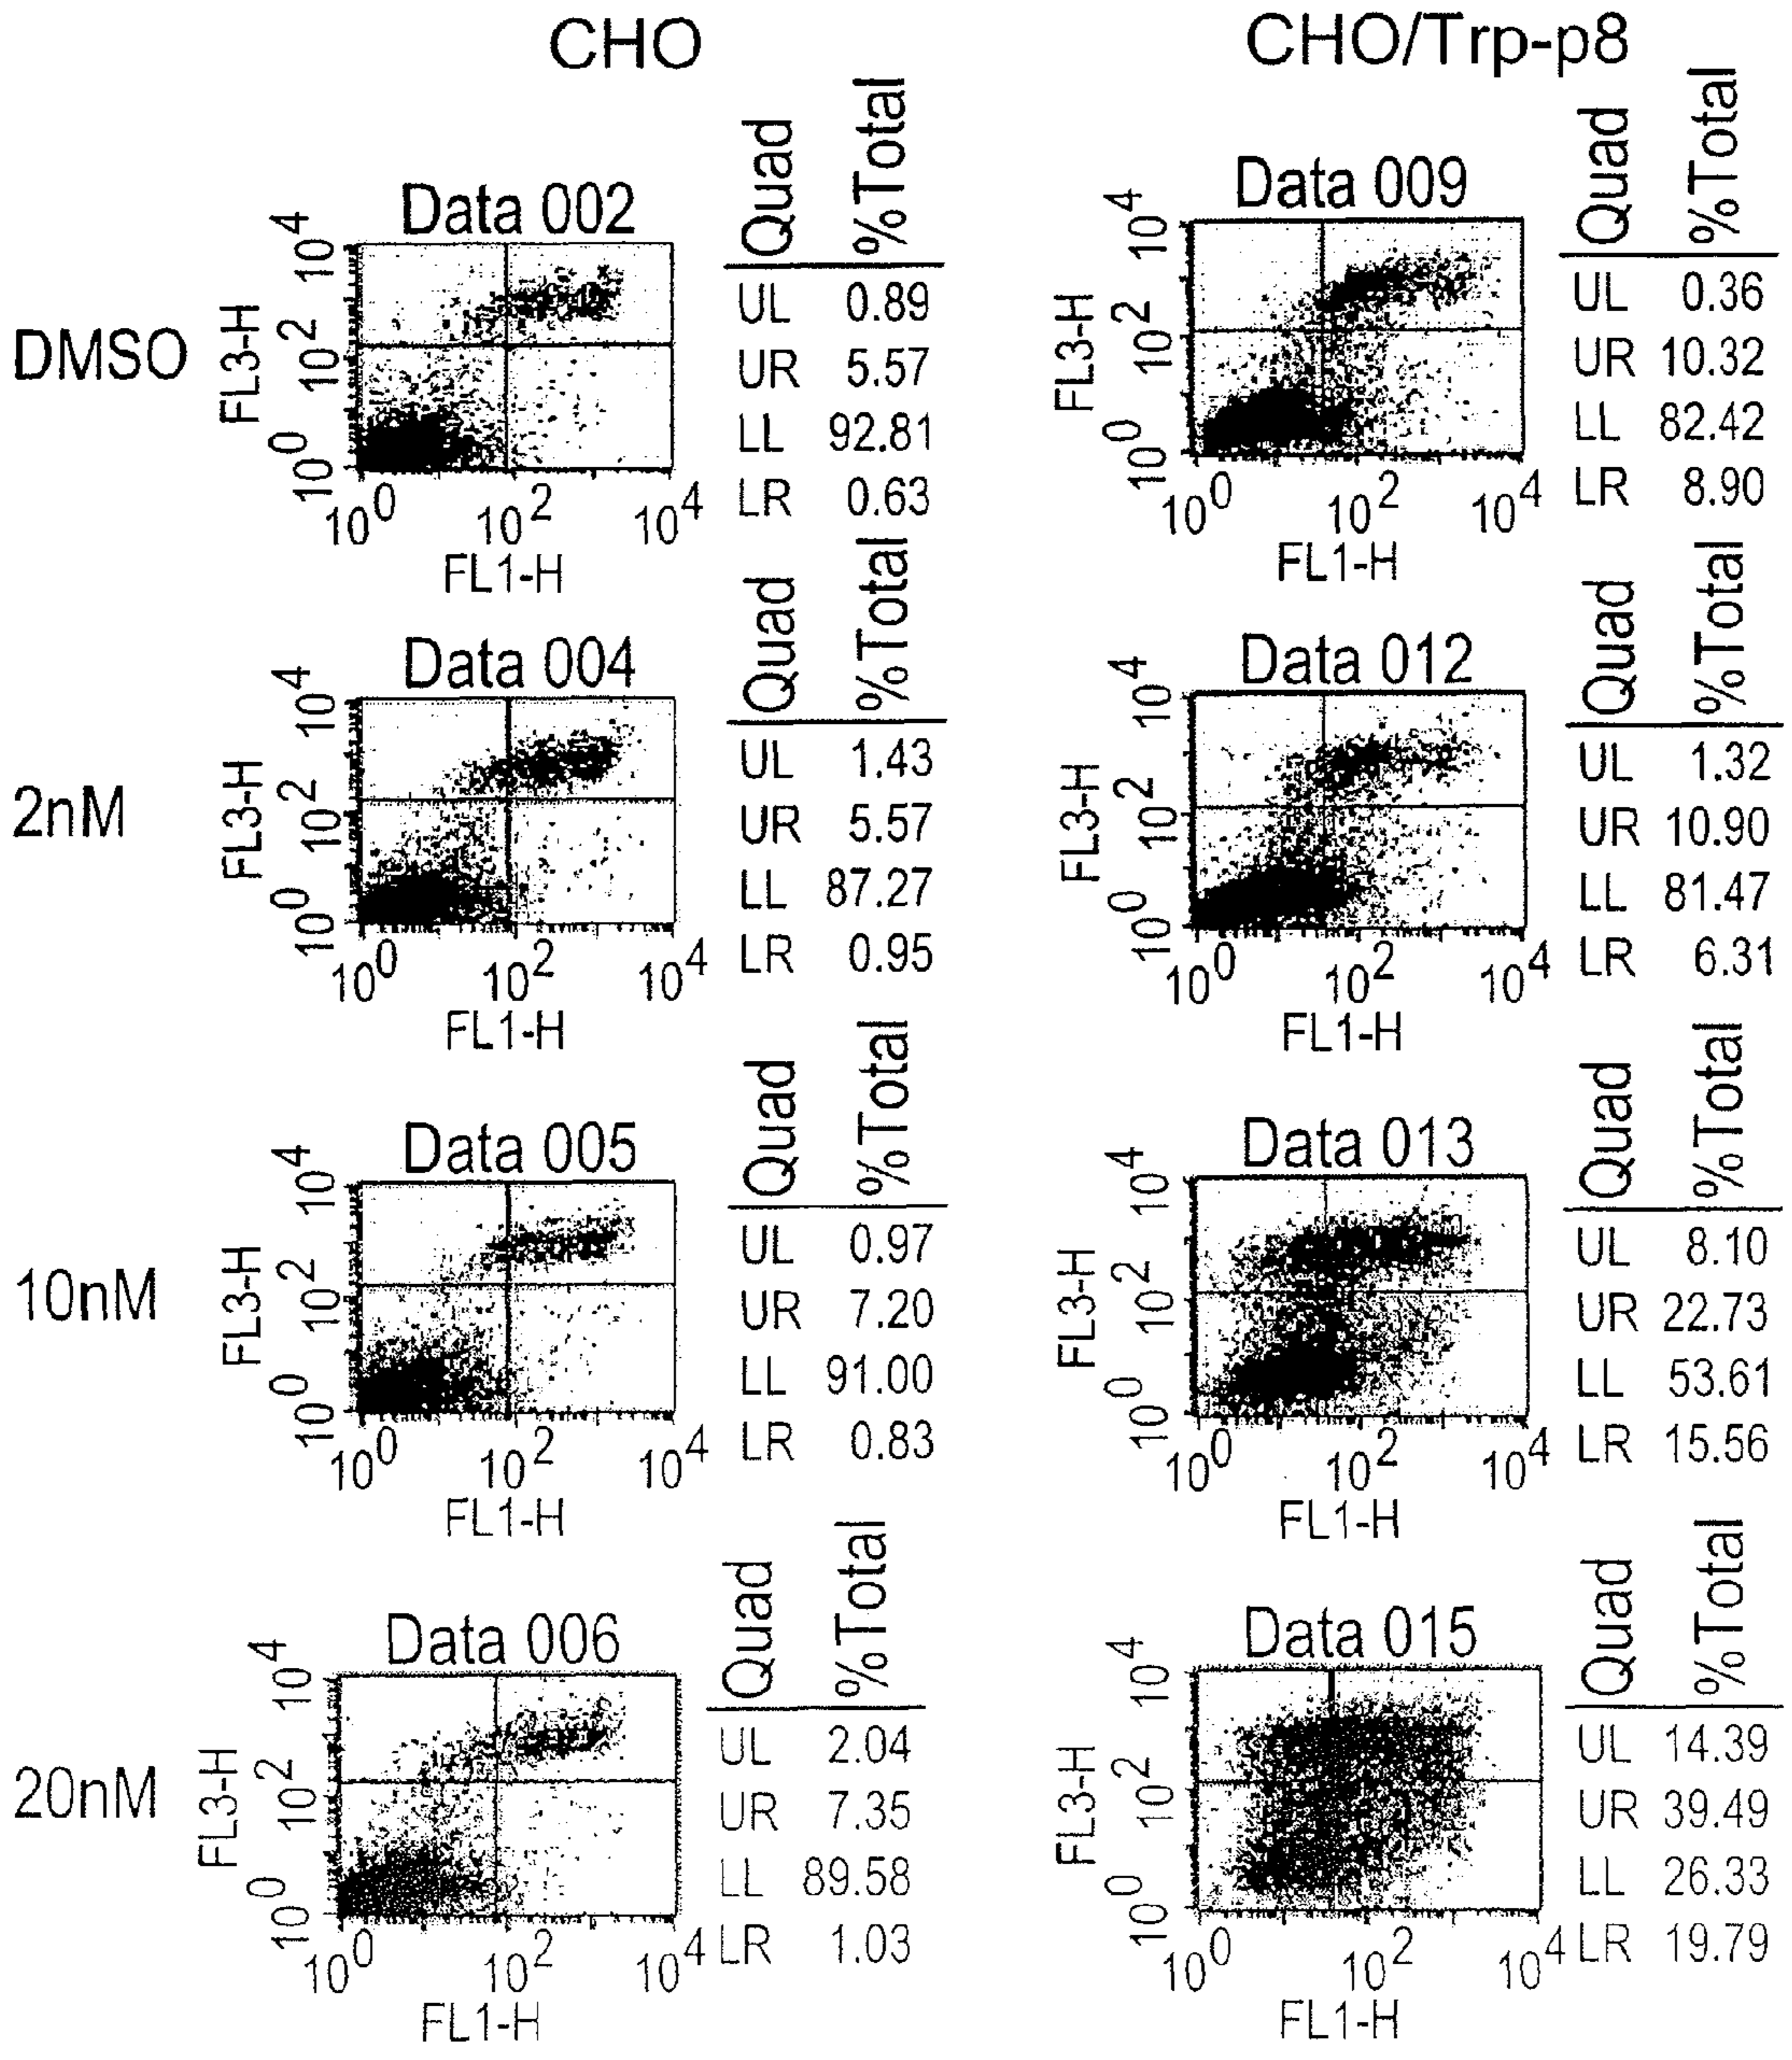 CHO
CHO/Trp-p8
DMSO
Data 002
FL3-H
10^4
10^2
10^0
10^0 10^2 10^4
FL1-H
Quad %Total
UL 0.89
UR 5.57
LL 92.81
LR 0.63
Data 009
FL3-H
10^4
10^2
10^0
10^0 10^2 10^4
FL1-H
Quad %Total
UL 0.36
UR 10.32
LL 82.42
LR 8.90
2nM
Data 004
FL3-H
10^4
10^2
10^0
10^0 10^2 10^4
FL1-H
Quad %Total
UL 1.43
UR 5.57
LL 87.27
LR 0.95
Data 012
FL3-H
10^4
10^2
10^0
10^0 10^2 10^4
FL1-H
Quad %Total
UL 1.32
UR 10.90
LL 81.47
LR 6.31
10nM
Data 005
FL3-H
10^4
10^2
10^0
10^0 10^2 10^4
FL1-H
Quad %Total
UL 0.97
UR 7.20
LL 91.00
LR 0.83
Data 013
FL3-H
10^4
10^2
10^0
10^0 10^2 10^4
FL1-H
Quad %Total
UL 8.10
UR 22.73
LL 53.61
LR 15.56
20nM
Data 006
FL3-H
10^4
10^2
10^0
10^0 10^2 10^4
FL1-H
Quad %Total
UL 2.04
UR 7.35
LL 89.58
LR 1.03
Data 015
FL3-H
10^4
10^2
10^0
10^0 10^2 10^4
FL1-H
Quad %Total
UL 14.39
UR 39.49
LL 26.33
LR 19.79